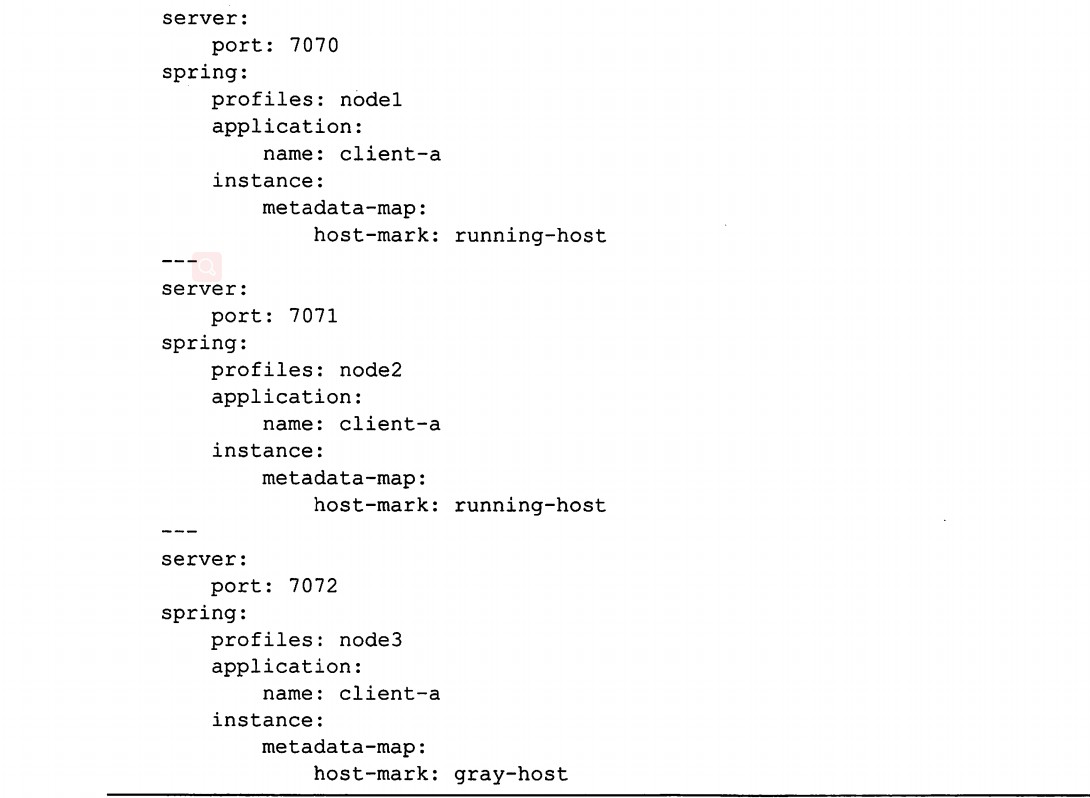 server:
    port: 7070
spring:
    profiles: node1
    application:
        name: client-a
    instance:
        metadata-map:
            host-mark: running-host
---
server:
    port: 7071
spring:
    profiles: node2
    application:
        name: client-a
    instance:
        metadata-map:
            host-mark: running-host
---
server:
    port: 7072
spring:
    profiles: node3
    application:
        name: client-a
    instance:
        metadata-map:
            host-mark: gray-host